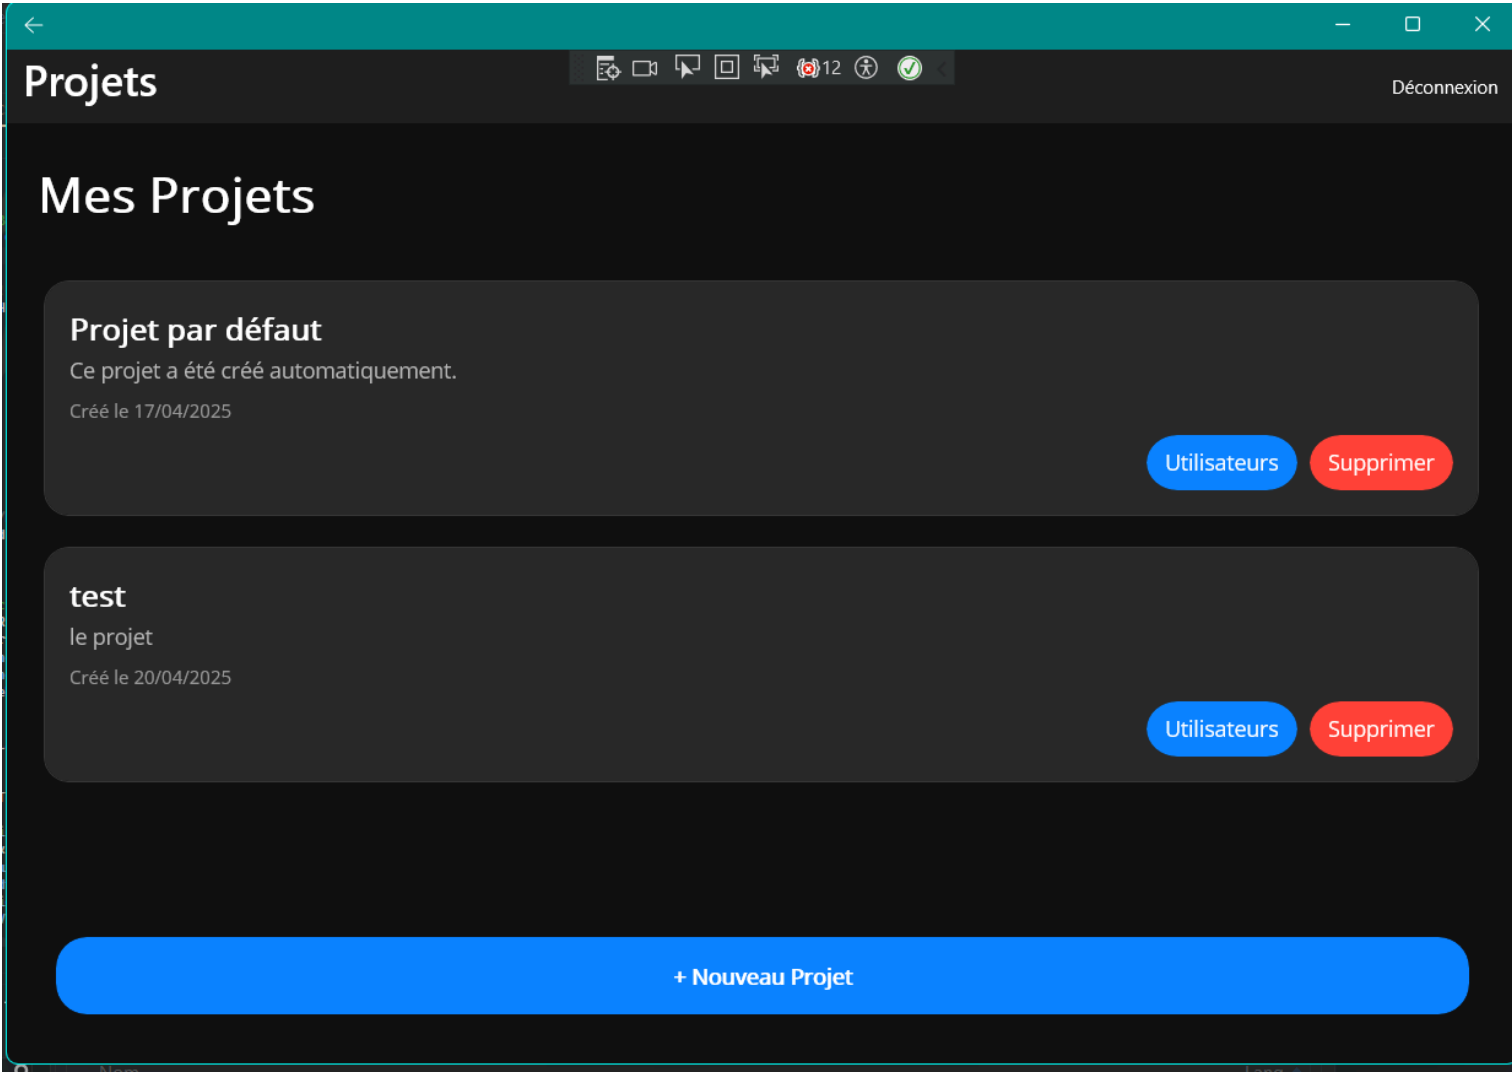 Projets
12
Déconnexion
Mes Projets
Projet par défaut
Ce projet a été créé automatiquement.
Créé le 17/04/2025
Utilisateurs
Supprimer
test
le projet
Créé le 20/04/2025
Utilisateurs
Supprimer
+ Nouveau Projet